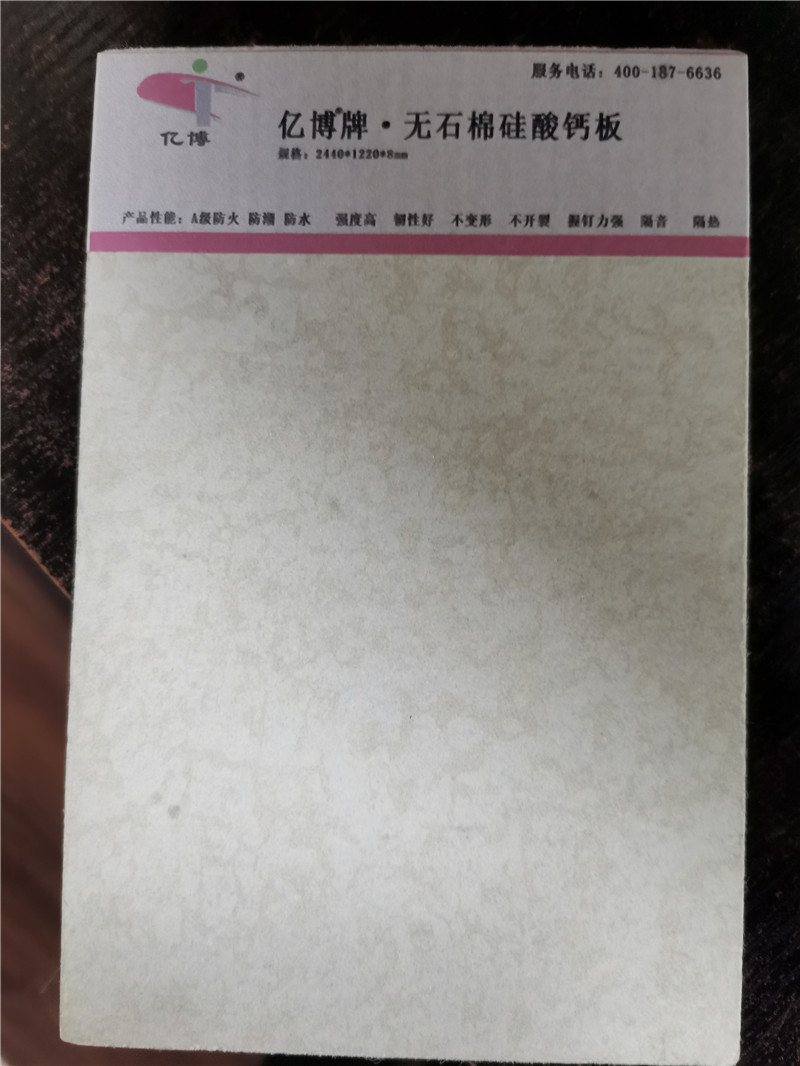 服务电话：400-187-6636
®
亿博
亿博®牌·无石棉硅酸钙板
规格：2440*1220*8mm
产品性能：A级防火 防潮 防水 强度高 韧性好 不变形 不开裂 握钉力强 隔音 隔热